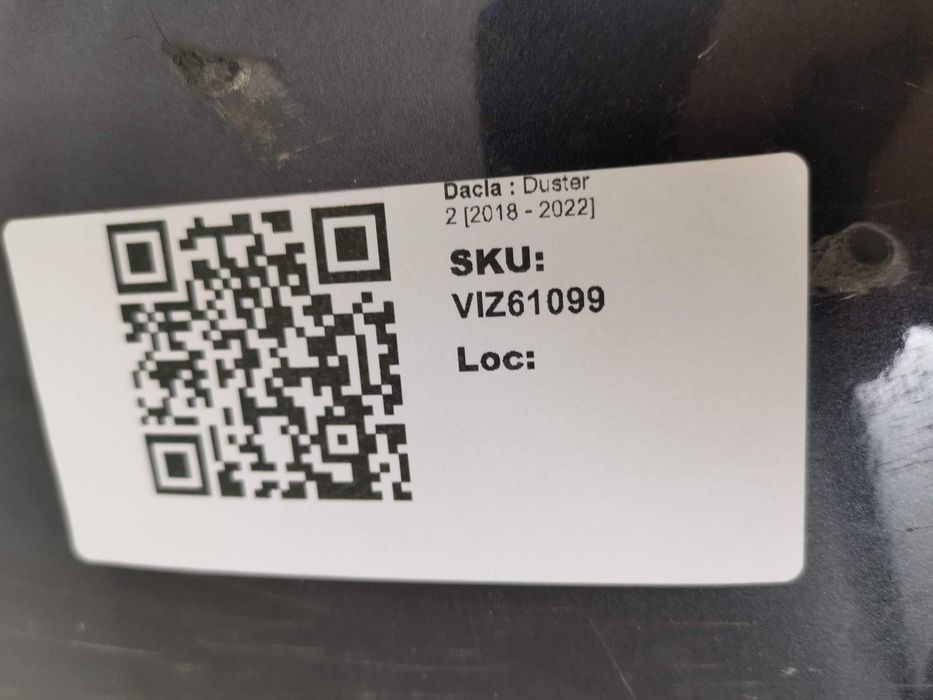 Dacia : Duster
2 [2018 - 2022]
SKU:
VIZ61099
Loc: